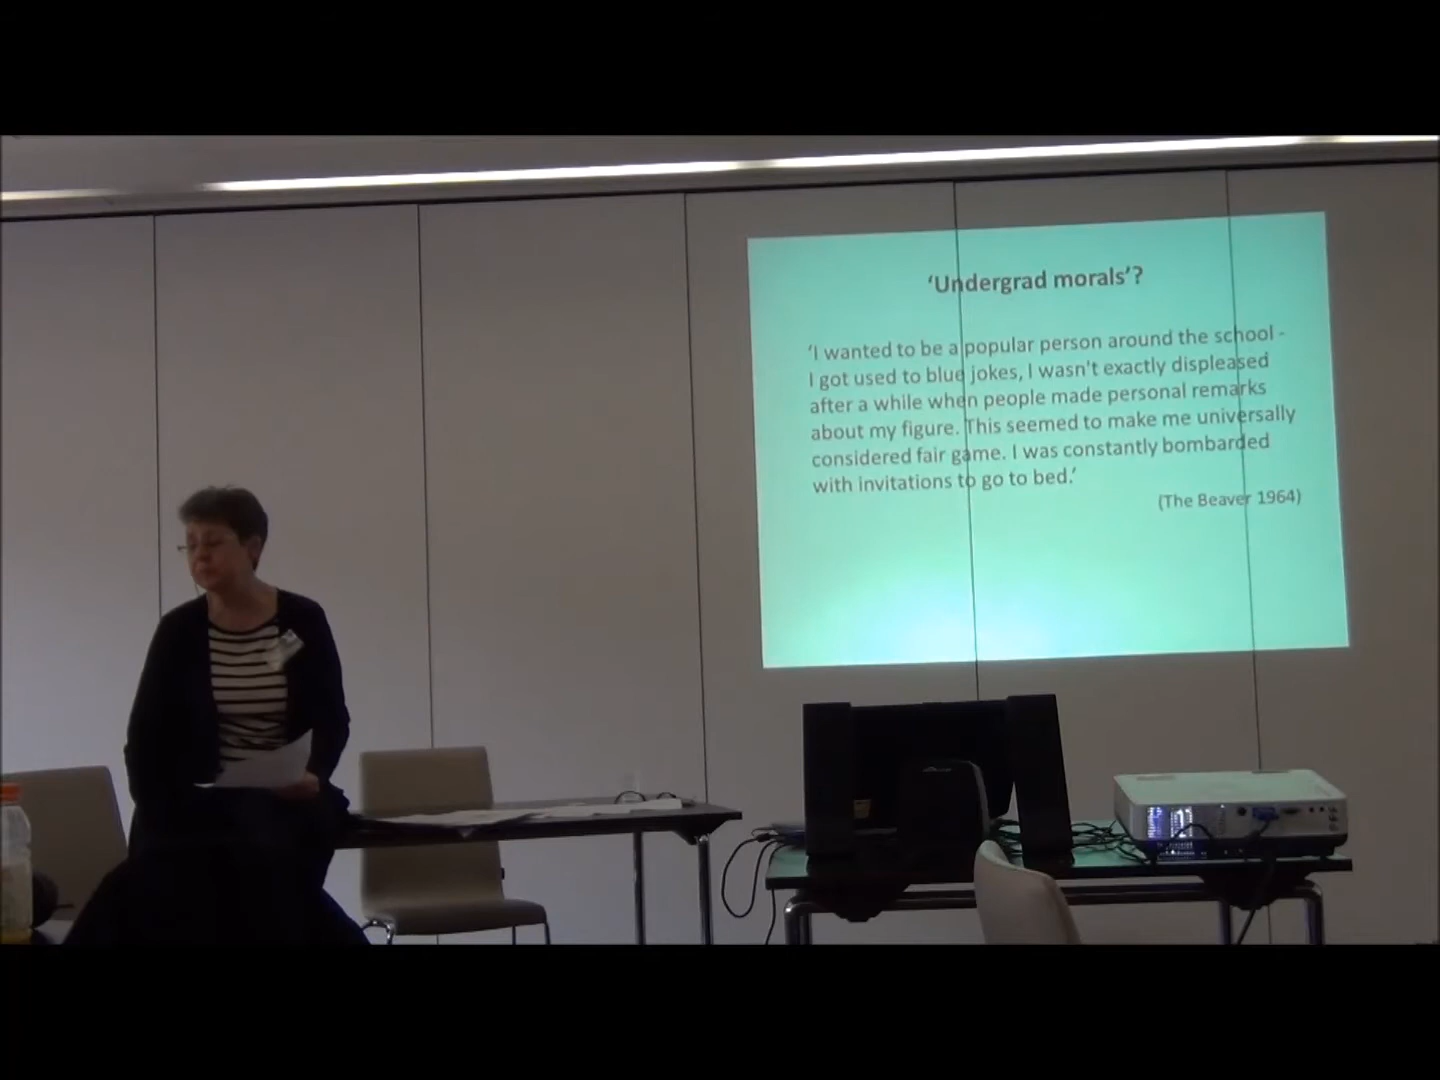 ‘Undergrad morals’?
‘I wanted to be a popular person around the school -
I got used to blue jokes, I wasn't exactly displeased
after a while when people made personal remarks
about my figure. This seemed to make me universally
considered fair game. I was constantly bombarded
with invitations to go to bed.’
(The Beaver 1964)